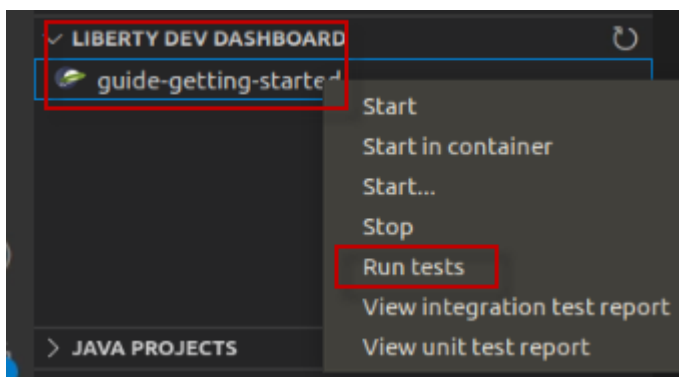 LIBERTY DEV DASHBOARD
guide-getting-started
Start
Start in container
Start...
Stop
Run tests
View integration test report
JAVA PROJECTS
View unit test report